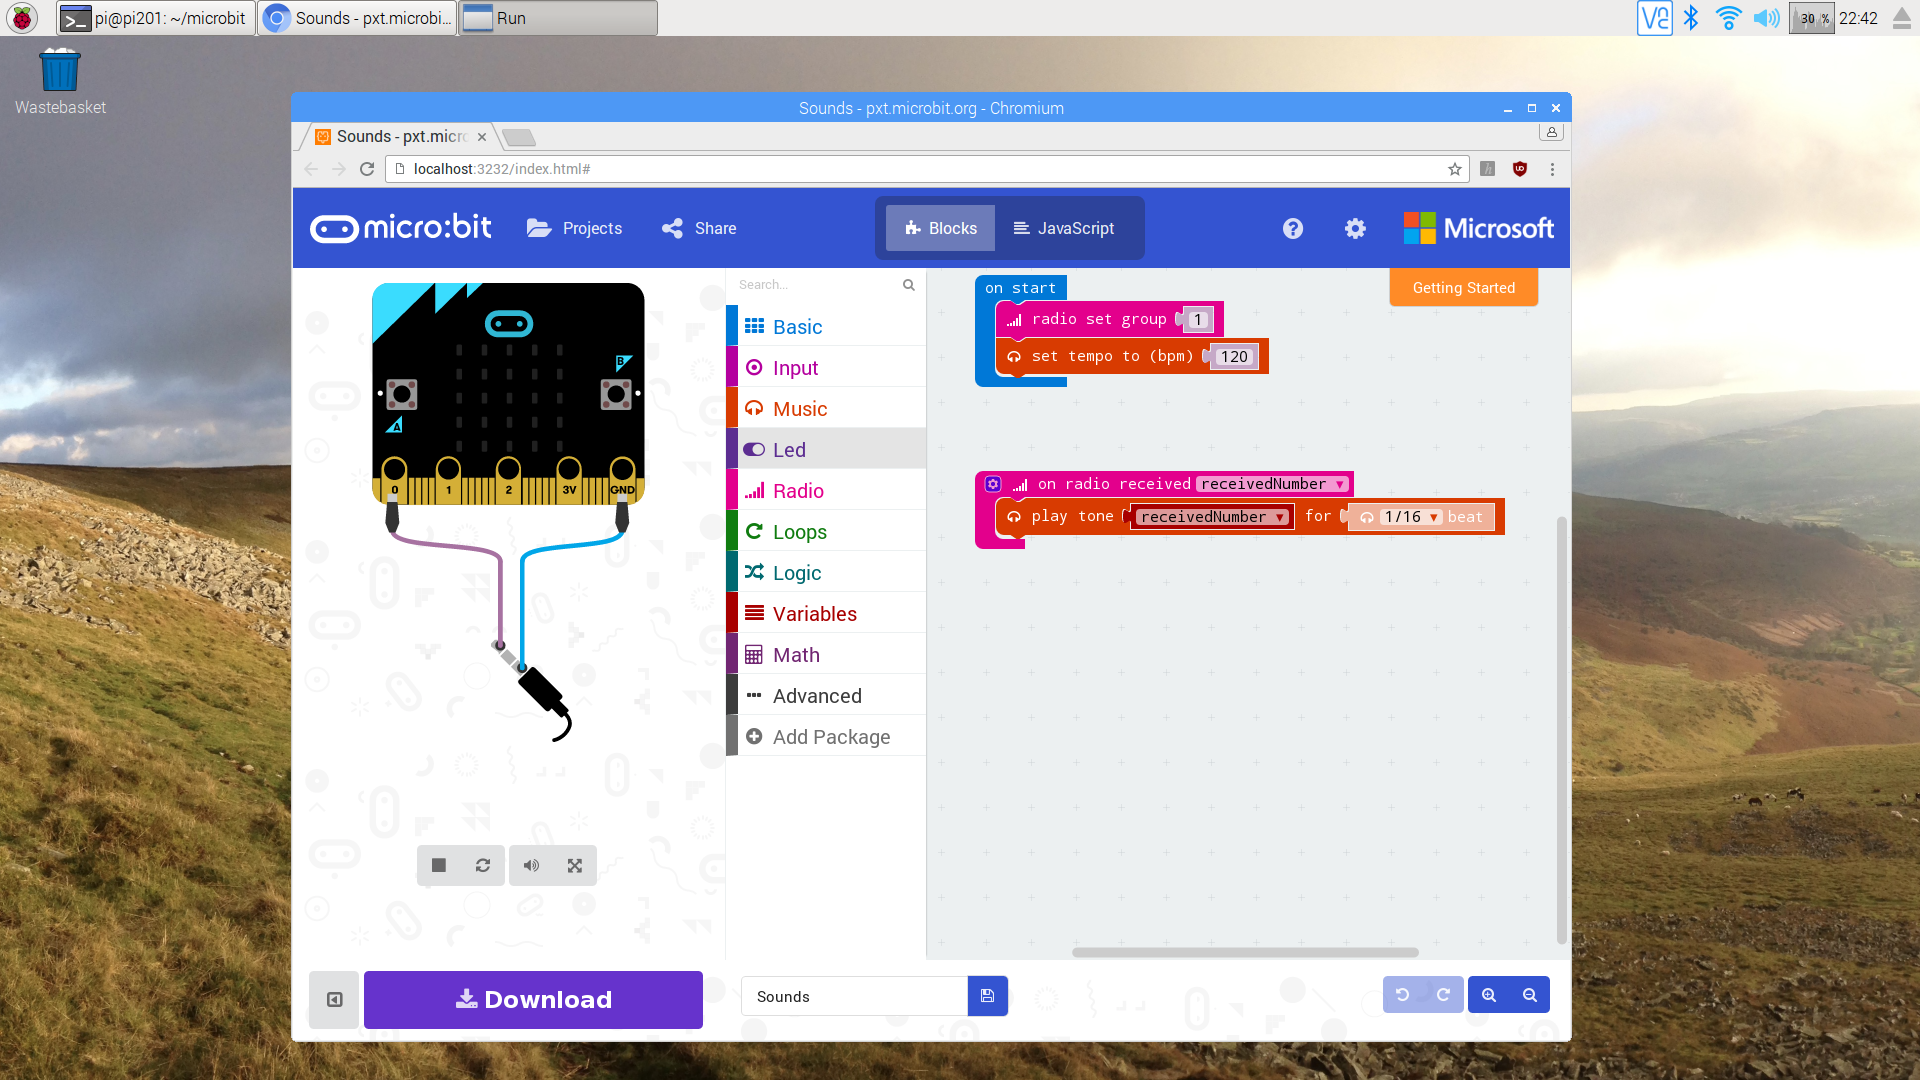 pi@pi201: ~/microbit
Sounds - pxt.microbi...
Run
30 %
22:42
Wastebasket
Sounds - pxt.microbit.org - Chromium
Sounds - pxt.micro
localhost:3232/index.html#
micro:bit
Projects
Share
Blocks
JavaScript
Microsoft
Search...
Getting Started
Basic
Input
Music
Led
Radio
Loops
Logic
Variables
Math
Advanced
Add Package
B
A
0 1 2 3V GND
on start
radio set group 1
set tempo to (bpm) 120
on radio received receivedNumber
play tone receivedNumber for 1/16 beat
Download
Sounds